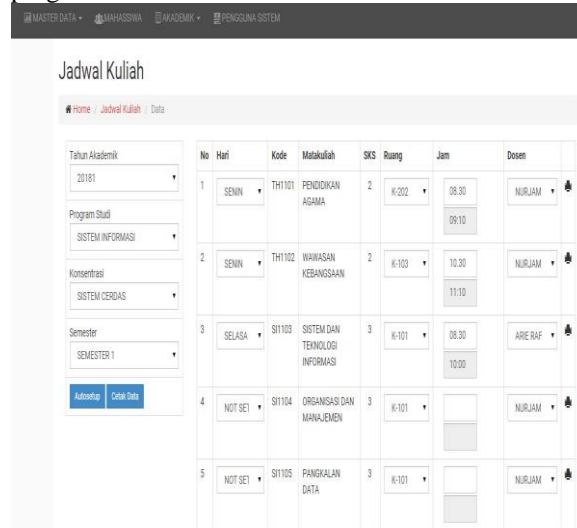 MASTER DATA MAHASSIWA AKADEMIK PENGGUNA SISTEM
Jadwal Kuliah
Home / Jadwal Kuliah / Data
Tahun Akademik
20181
Program Studi
SISTEM INFORMASI
Konsentrasi
SISTEM CERDAS
Semester
SEMESTER 1
Autosetup Cetak Data
No Hari Kode Matakuliah SKS Ruang Jam Dosen
1 SENIN TH1101 PENDIDIKAN 2 K-202 08.30 NURJAM
AGAMA
09:10
2 SENIN TH1102 WAWASAN 2 K-103 10.30 NURJAM
KEBANGSAAN
11:10
3 SELASA SI1103 SISTEM DAN 3 K-101 08.30 ARIE RAF
TEKNOLOGI
INFORMASI 10:00
4 NOT SET SI1104 ORGANISASI DAN 3 K-101 NURJAM
MANAJEMEN
5 NOT SET SI1105 PANGKALAN 3 K-101 NURJAM
DATA